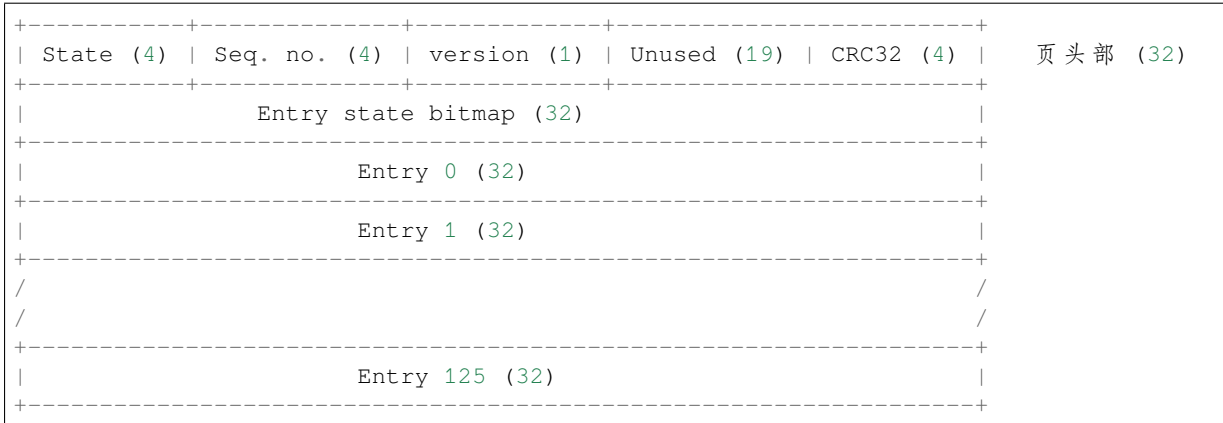 +-----------+--------------+-------------+-------------------------+
| State (4) | Seq. no. (4) | version (1) | Unused (19) | CRC32 (4) | 页头部 (32)
+-----------+--------------+-------------+-------------------------+
| Entry state bitmap (32) |
+------------------------------------------------------------------+
| Entry 0 (32) |
+------------------------------------------------------------------+
| Entry 1 (32) |
+------------------------------------------------------------------+
/ /
/ /
+------------------------------------------------------------------+
| Entry 125 (32) |
+------------------------------------------------------------------+